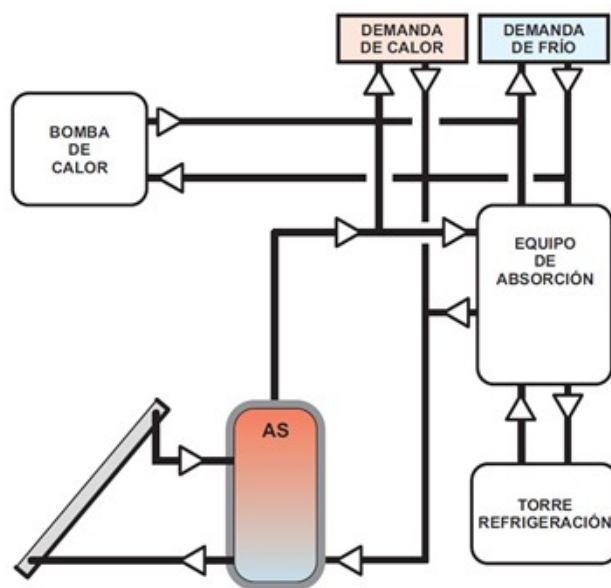 DEMANDA
DE CALOR
DEMANDA
DE FRÍO
BOMBA
DE
CALOR
EQUIPO
DE
ABSORCIÓN
AS
TORRE
REFRIGERACIÓN